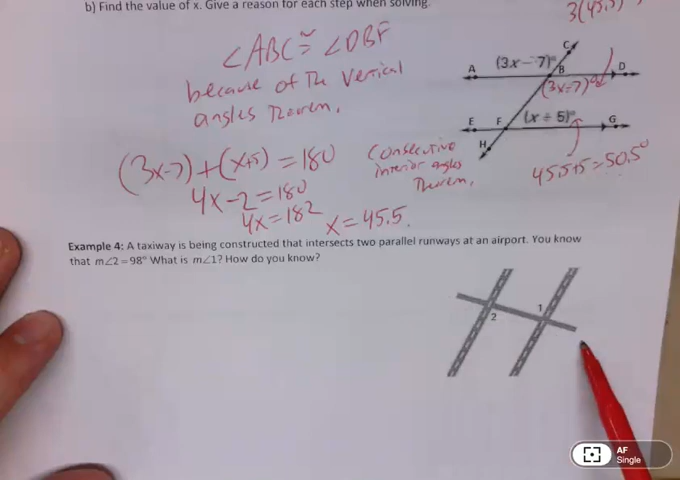 b) Find the value of x. Give a reason for each step when solving.
3(45.5)
∠ABC ≅ ∠DBF
because of The Vertical
angles Theorem.
C
A
(3x − 7)°
B
D
(3x-7)°
E
F
(x + 5)°
G
H
(3x-7)+(x+5) = 180
4x-2=180
4x=182
x=45.5.
Consecutive
interior angles
Theorem.
45.5+5=50.5°
Example 4: A taxiway is being constructed that intersects two parallel runways at an airport. You know
that m∠2 = 98° What is m∠1? How do you know?
1
2
AF
Single